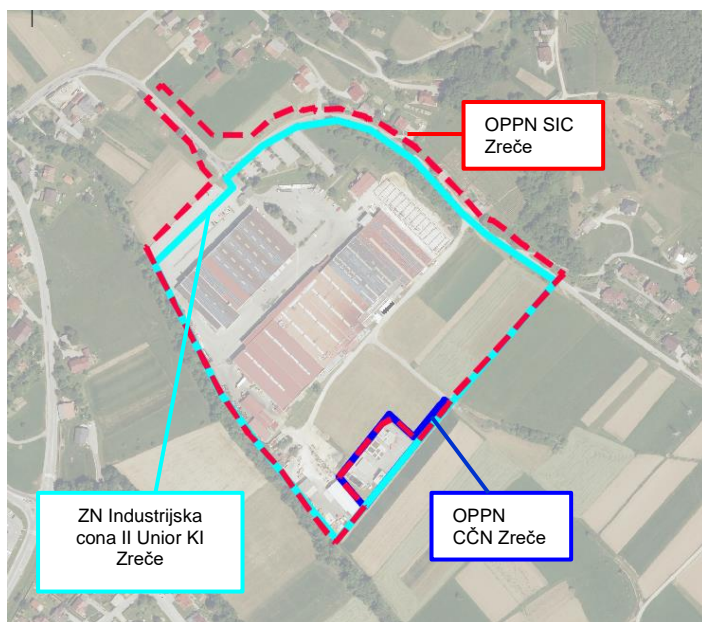 OPPN SIC
Zreče
ZN Industrijska
cona II Unior KI
Zreče
OPPN
CČN Zreče